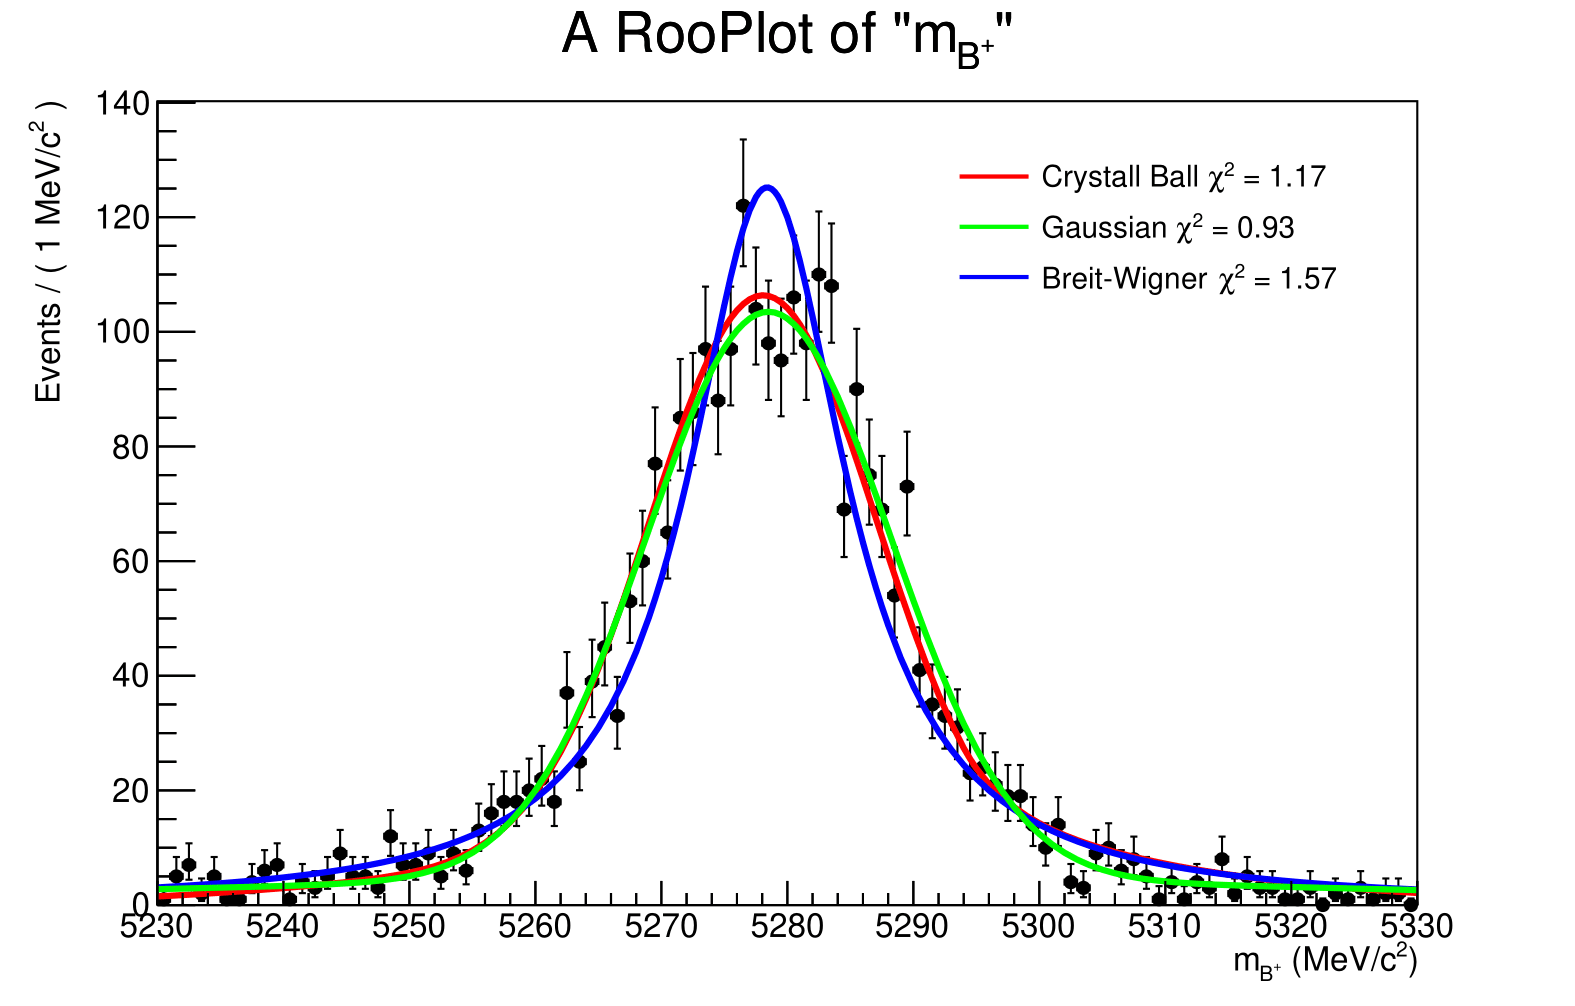 A RooPlot of "m_B⁺"
Events / ( 1 MeV/c² )
140
120
100
80
60
40
20
0
Crystall Ball χ² = 1.17
Gaussian χ² = 0.93
Breit-Wigner χ² = 1.57
5230 5240 5250 5260 5270 5280 5290 5300 5310 5320 5330
m_B⁺ (MeV/c²)